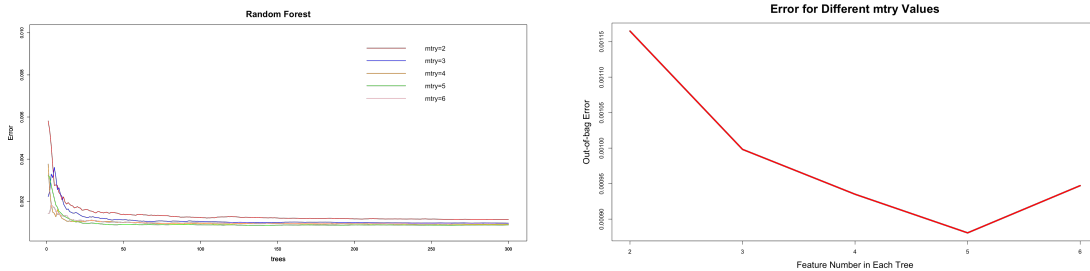 Random Forest
Error
0.010
0.008
0.006
0.004
0.002
mtry=2
mtry=3
mtry=4
mtry=5
mtry=6
0
50
100
150
200
250
300
trees
Error for Different mtry Values
Out-of-bag Error
0.00115
0.00110
0.00105
0.00100
0.00095
0.00090
2
3
4
5
6
Feature Number in Each Tree